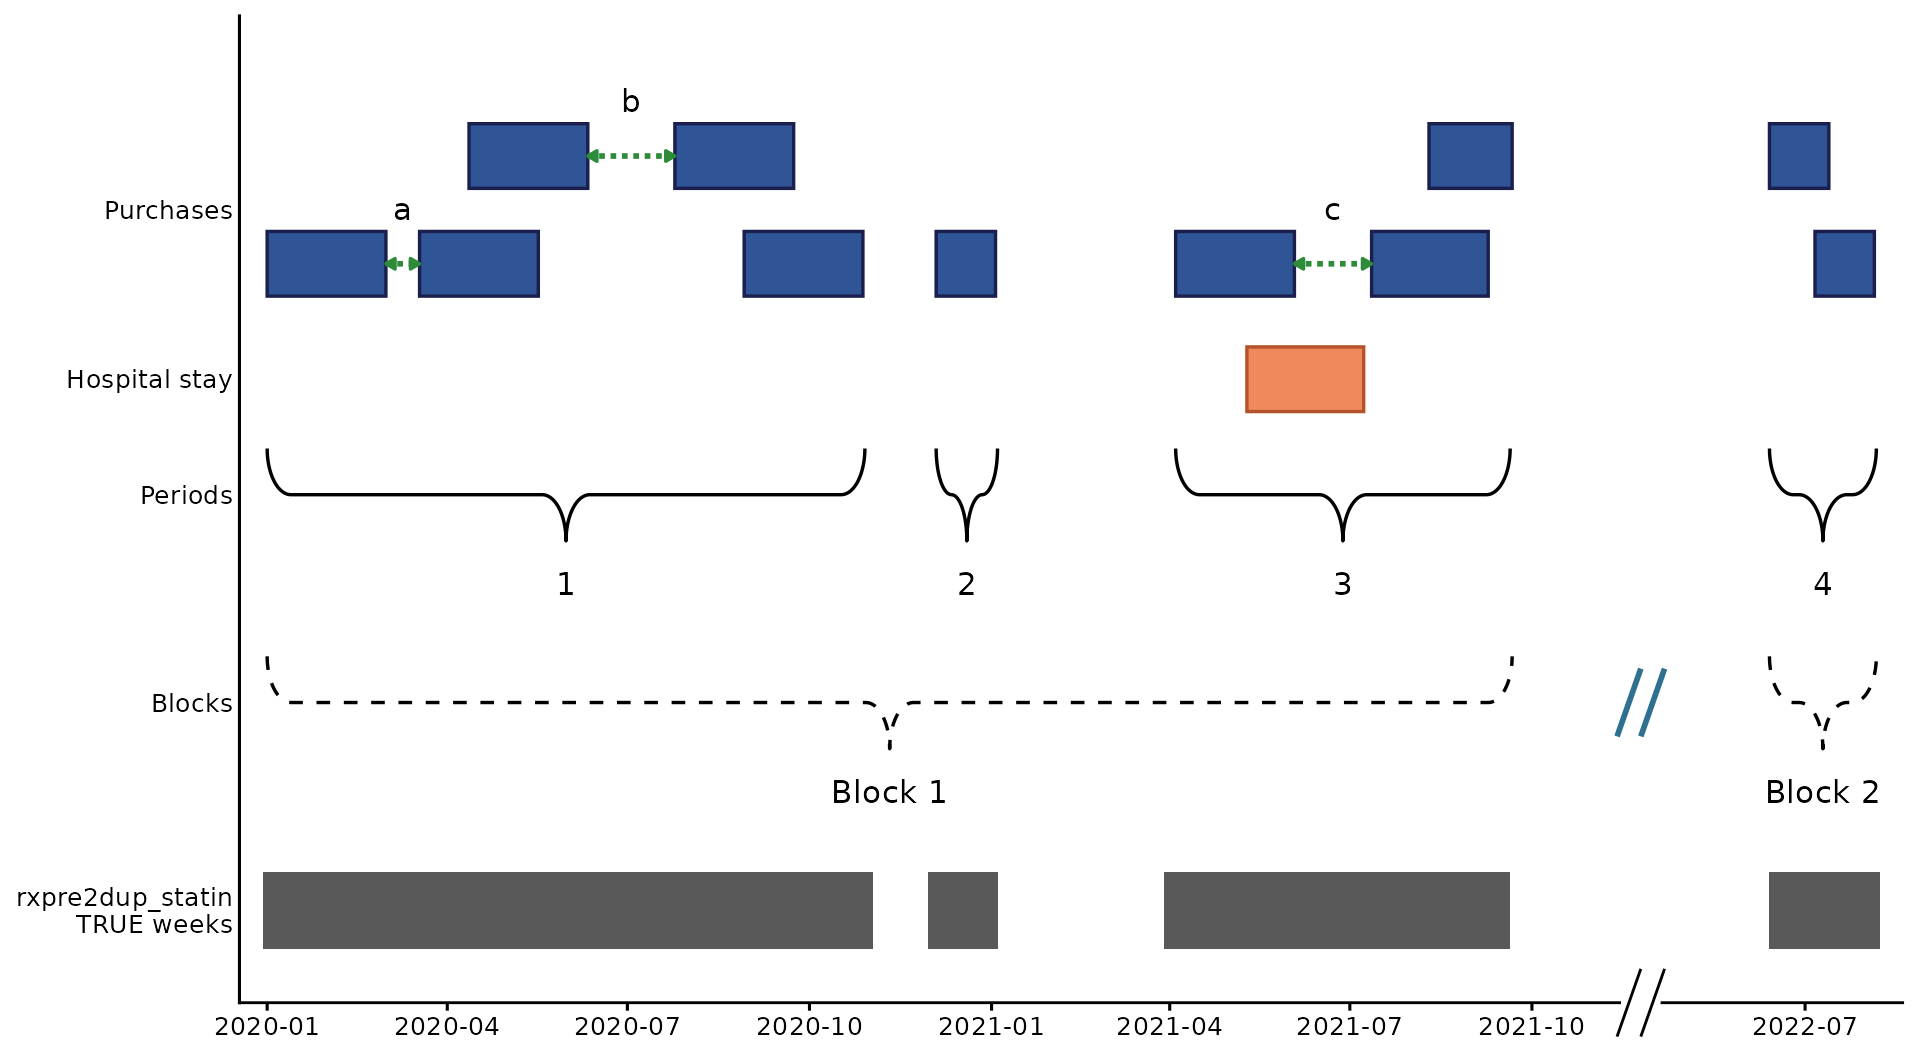 b
Purchases
a
c
Hospital stay
Periods
1
2
3
4
Blocks
Block 1
Block 2
rxpre2dup_statin
TRUE weeks
2020-01
2020-04
2020-07
2020-10
2021-01
2021-04
2021-07
2021-10
2022-07